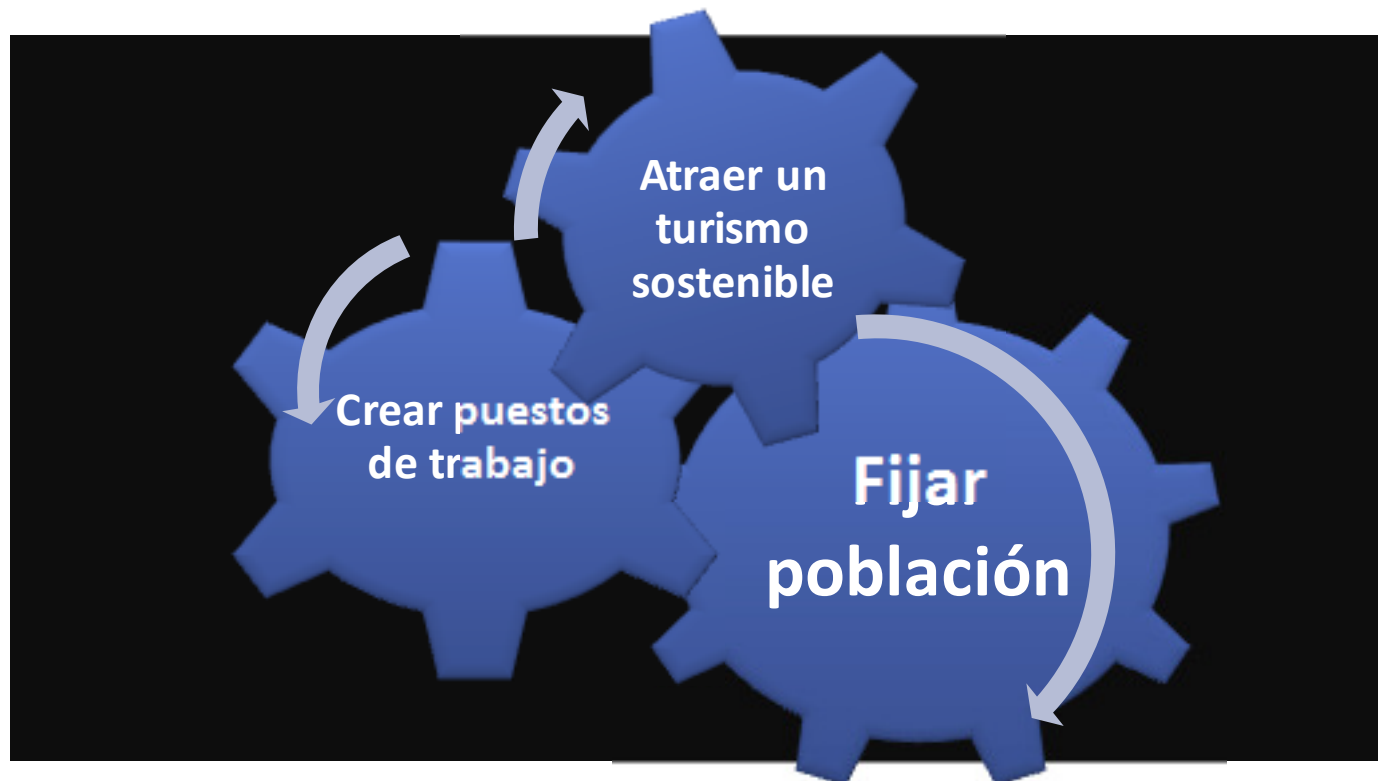 Atraer un
turismo
sostenible
Crear puestos
de trabajo
Fijar
población